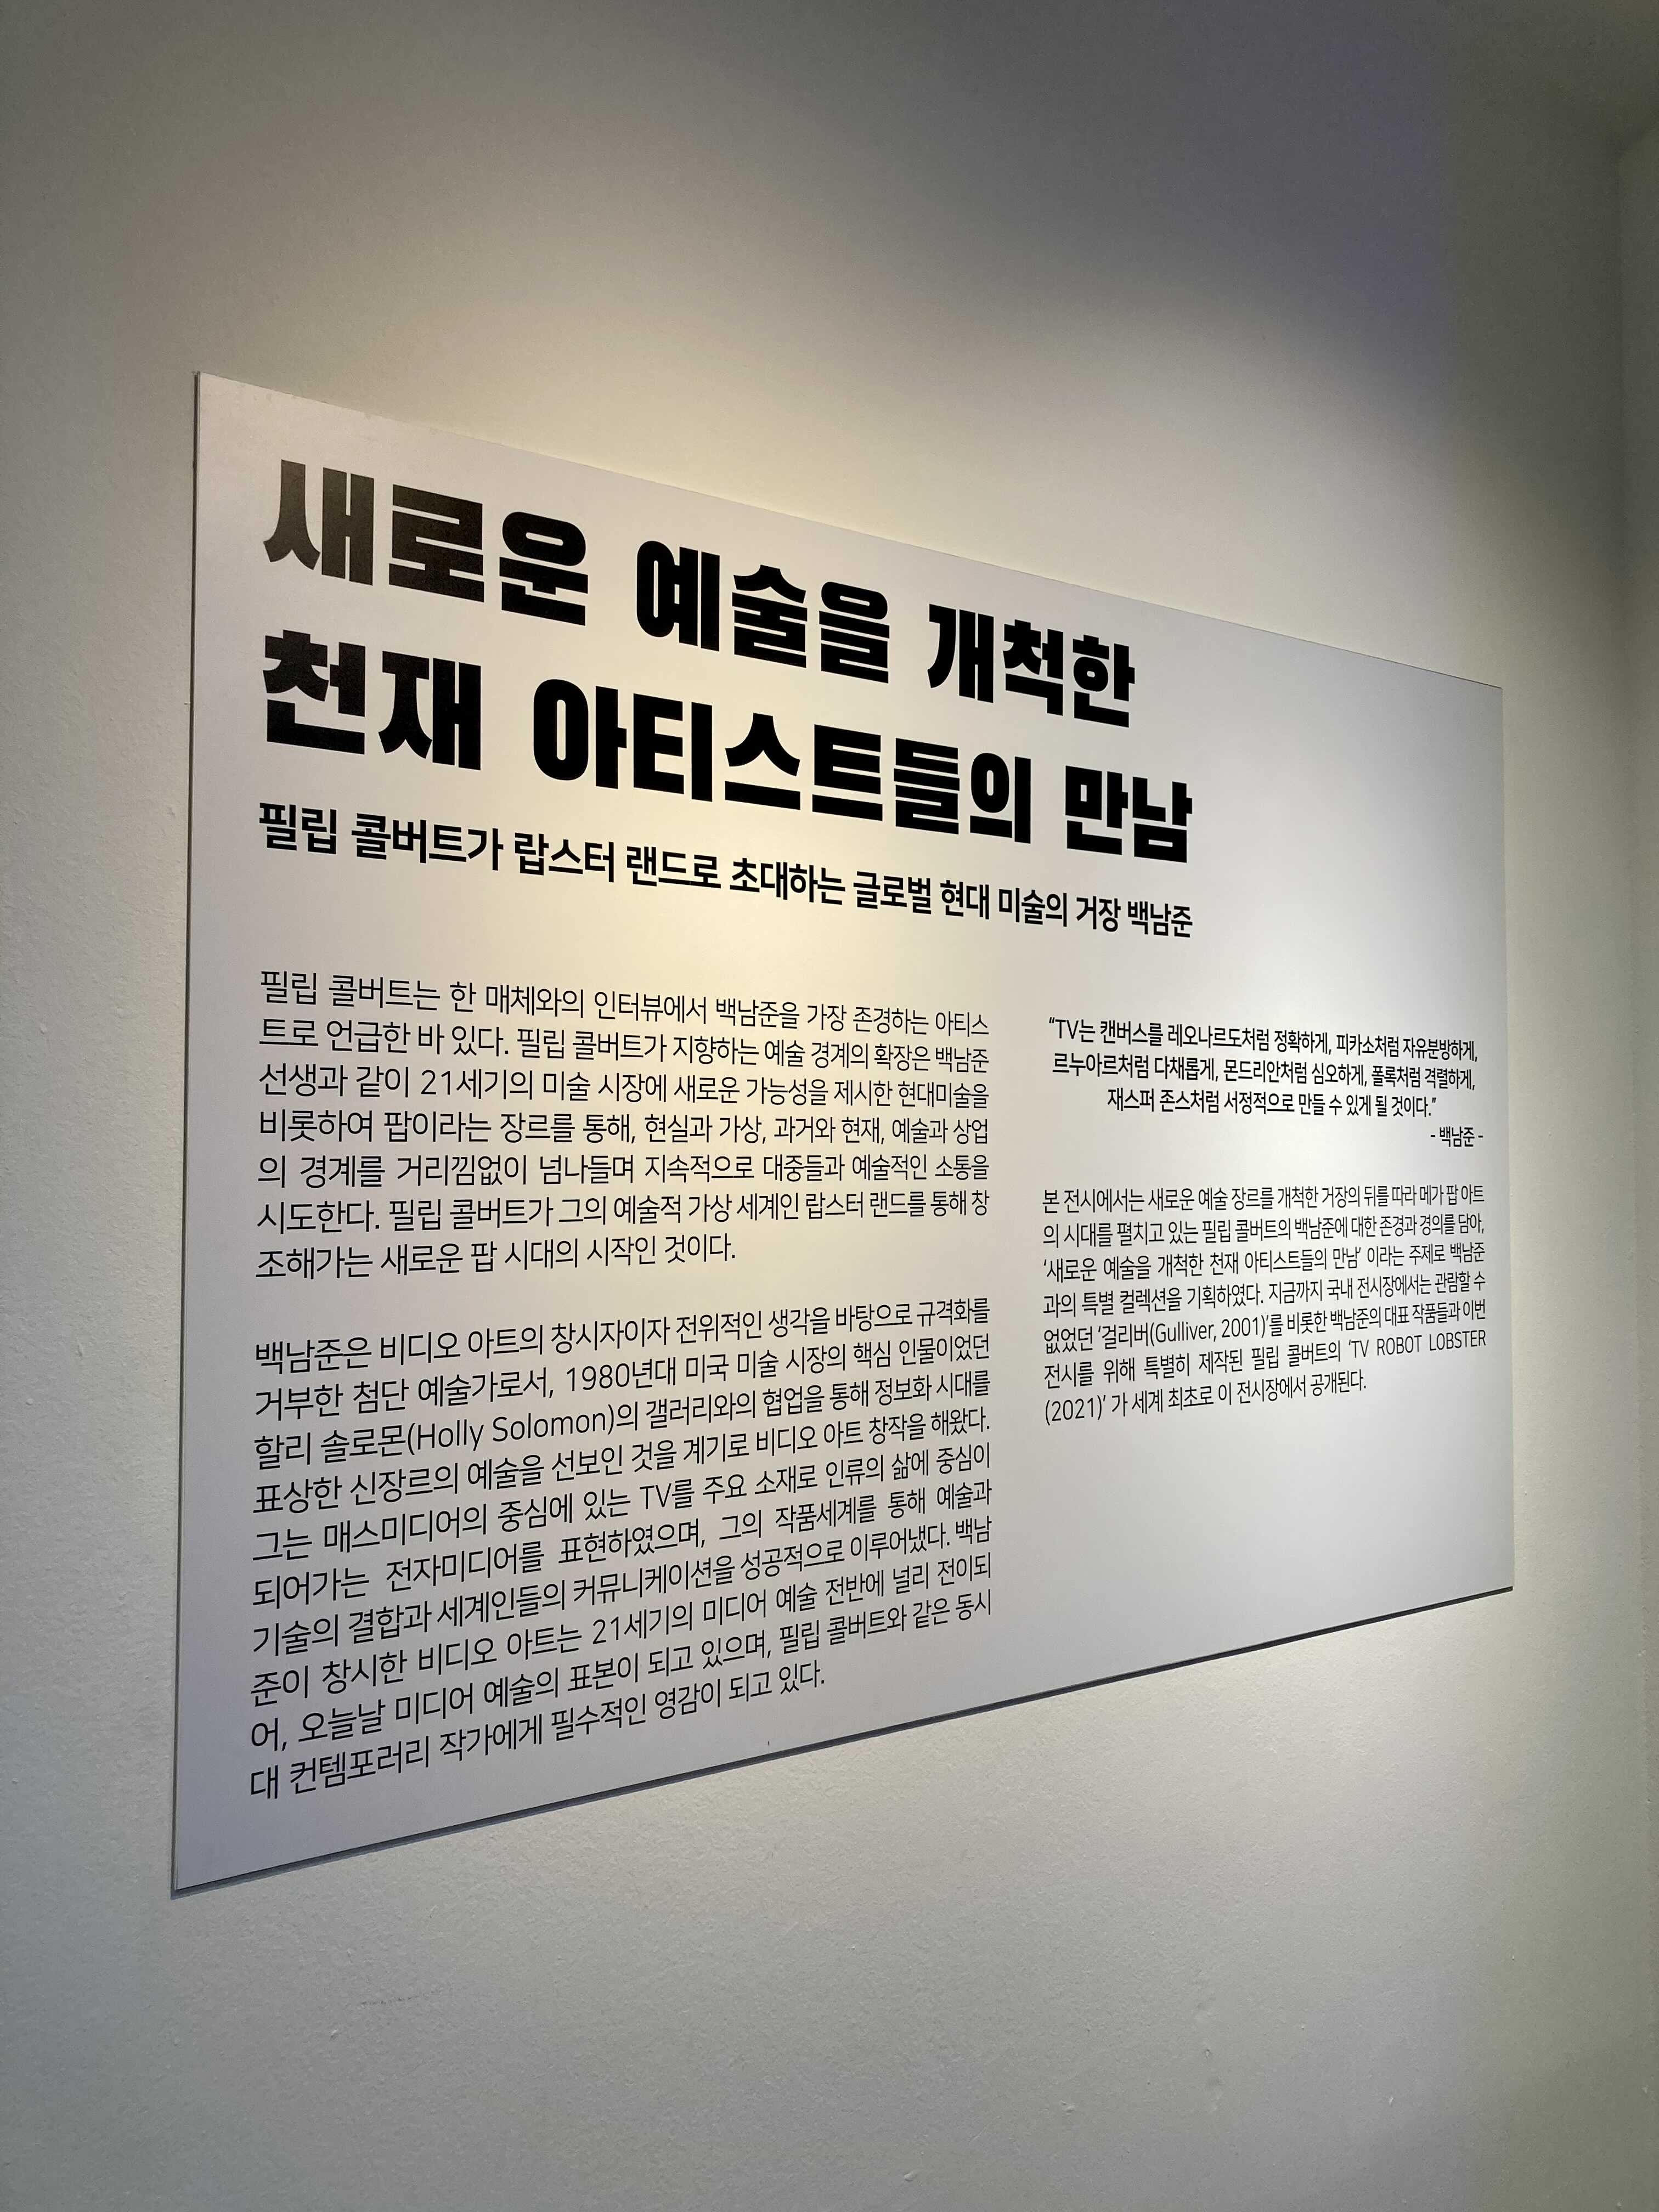 새로운 예술을 개척한
천재 아티스트들의 만남
필립 콜버트가 랍스터 랜드로 초대하는 글로벌 현대 미술의 거장 백남준
필립 콜버트는 한 매체와의 인터뷰에서 백남준을 가장 존경하는 아티스
트로 언급한 바 있다. 필립 콜버트가 지향하는 예술 경계의 확장은 백남준
선생과 같이 21세기의 미술 시장에 새로운 가능성을 제시한 현대미술을
비롯하여 팝이라는 장르를 통해, 현실과 가상, 과거와 현재, 예술과 상업
의 경계를 거리낌없이 넘나들며 지속적으로 대중들과 예술적인 소통을
시도한다. 필립 콜버트가 그의 예술적 가상 세계인 랍스터 랜드를 통해 창
조해가는 새로운 팝 시대의 시작인 것이다.
백남준은 비디오 아트의 창시자이자 전위적인 생각을 바탕으로 규격화를
거부한 첨단 예술가로서, 1980년대 미국 미술 시장의 핵심 인물이었던
할리 솔로몬(Holly Solomon)의 갤러리와의 협업을 통해 정보화 시대를
표상한 신장르의 예술을 선보인 것을 계기로 비디오 아트 창작을 해왔다.
그는 매스미디어의 중심에 있는 TV를 주요 소재로 인류의 삶에 중심이
되어가는 전자미디어를 표현하였으며, 그의 작품세계를 통해 예술과
기술의 결합과 세계인들의 커뮤니케이션을 성공적으로 이루어냈다. 백남
준이 창시한 비디오 아트는 21세기의 미디어 예술 전반에 널리 전이되
어, 오늘날 미디어 예술의 표본이 되고 있으며, 필립 콜버트와 같은 동시
대 컨템포러리 작가에게 필수적인 영감이 되고 있다.
“TV는 캔버스를 레오나르도처럼 정확하게, 피카소처럼 자유분방하게,
르누아르처럼 다채롭게, 몬드리안처럼 심오하게, 폴록처럼 격렬하게,
재스퍼 존스처럼 서정적으로 만들 수 있게 될 것이다.”
- 백남준 -
본 전시에서는 새로운 예술 장르를 개척한 거장의 뒤를 따라 메가 팝 아트
의 시대를 펼치고 있는 필립 콜버트의 백남준에 대한 존경과 경의를 담아,
‘새로운 예술을 개척한 천재 아티스트들의 만남’ 이라는 주제로 백남준
과의 특별 컬렉션을 기획하였다. 지금까지 국내 전시장에서는 관람할 수
없었던 ‘걸리버(Gulliver, 2001)’를 비롯한 백남준의 대표 작품들과 이번
전시를 위해 특별히 제작된 필립 콜버트의 ‘TV ROBOT LOBSTER
(2021)’ 가 세계 최초로 이 전시장에서 공개된다.